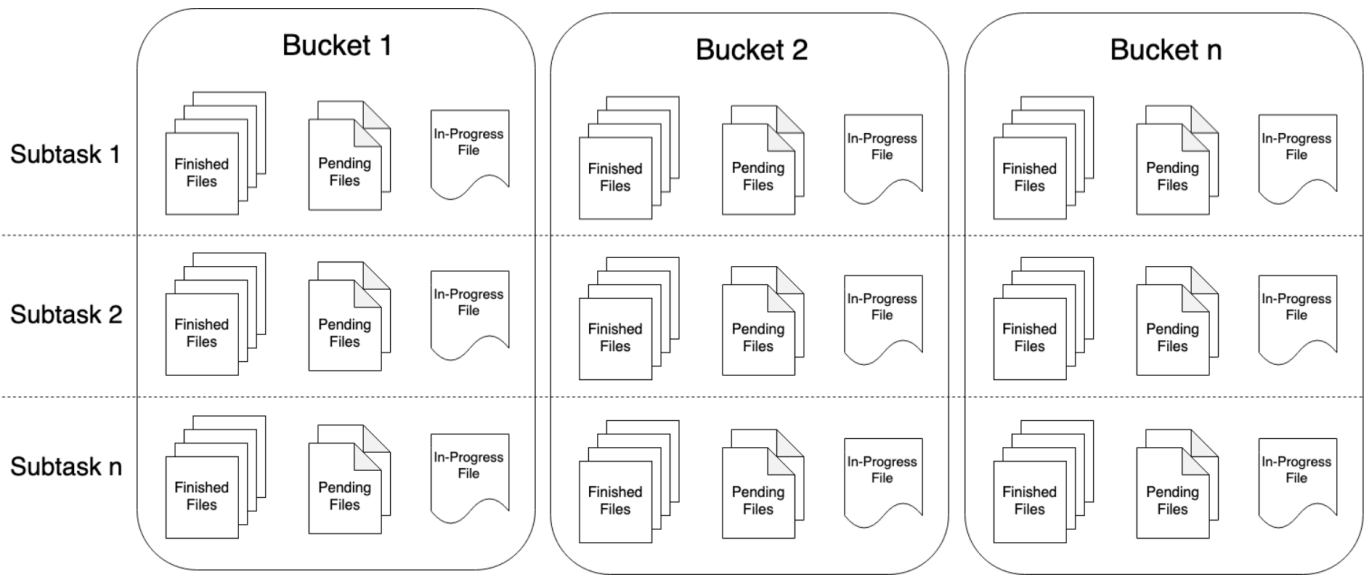 Bucket 1
Bucket 2
Bucket n
Subtask 1
Finished
Files
Pending
Files
In-Progress
File
Finished
Files
Pending
Files
In-Progress
File
Finished
Files
Pending
Files
In-Progress
File
Subtask 2
Finished
Files
Pending
Files
In-Progress
File
Finished
Files
Pending
Files
In-Progress
File
Finished
Files
Pending
Files
In-Progress
File
Subtask n
Finished
Files
Pending
Files
In-Progress
File
Finished
Files
Pending
Files
In-Progress
File
Finished
Files
Pending
Files
In-Progress
File